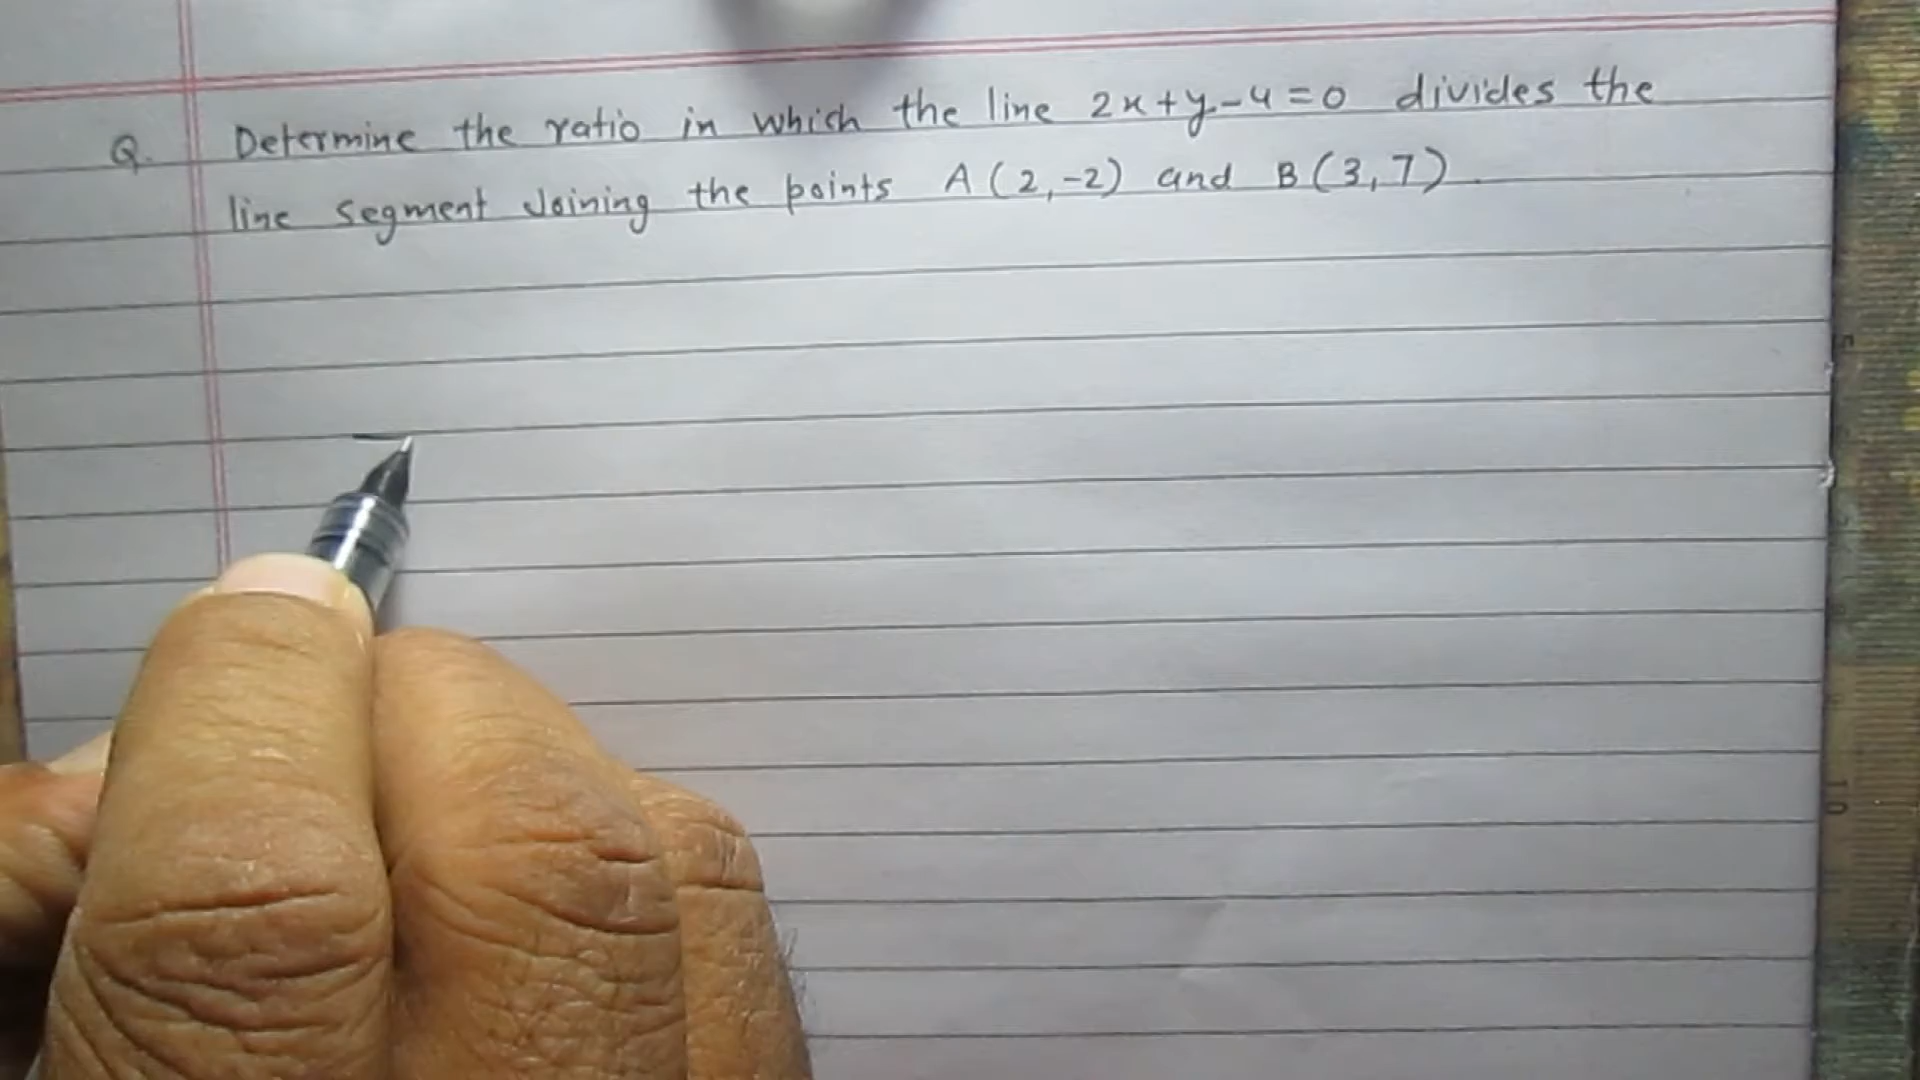 Q. Determine the ratio in which the line 2x+y-4=0 divides the
line segment Joining the points A(2,-2) and B(3,7).
10